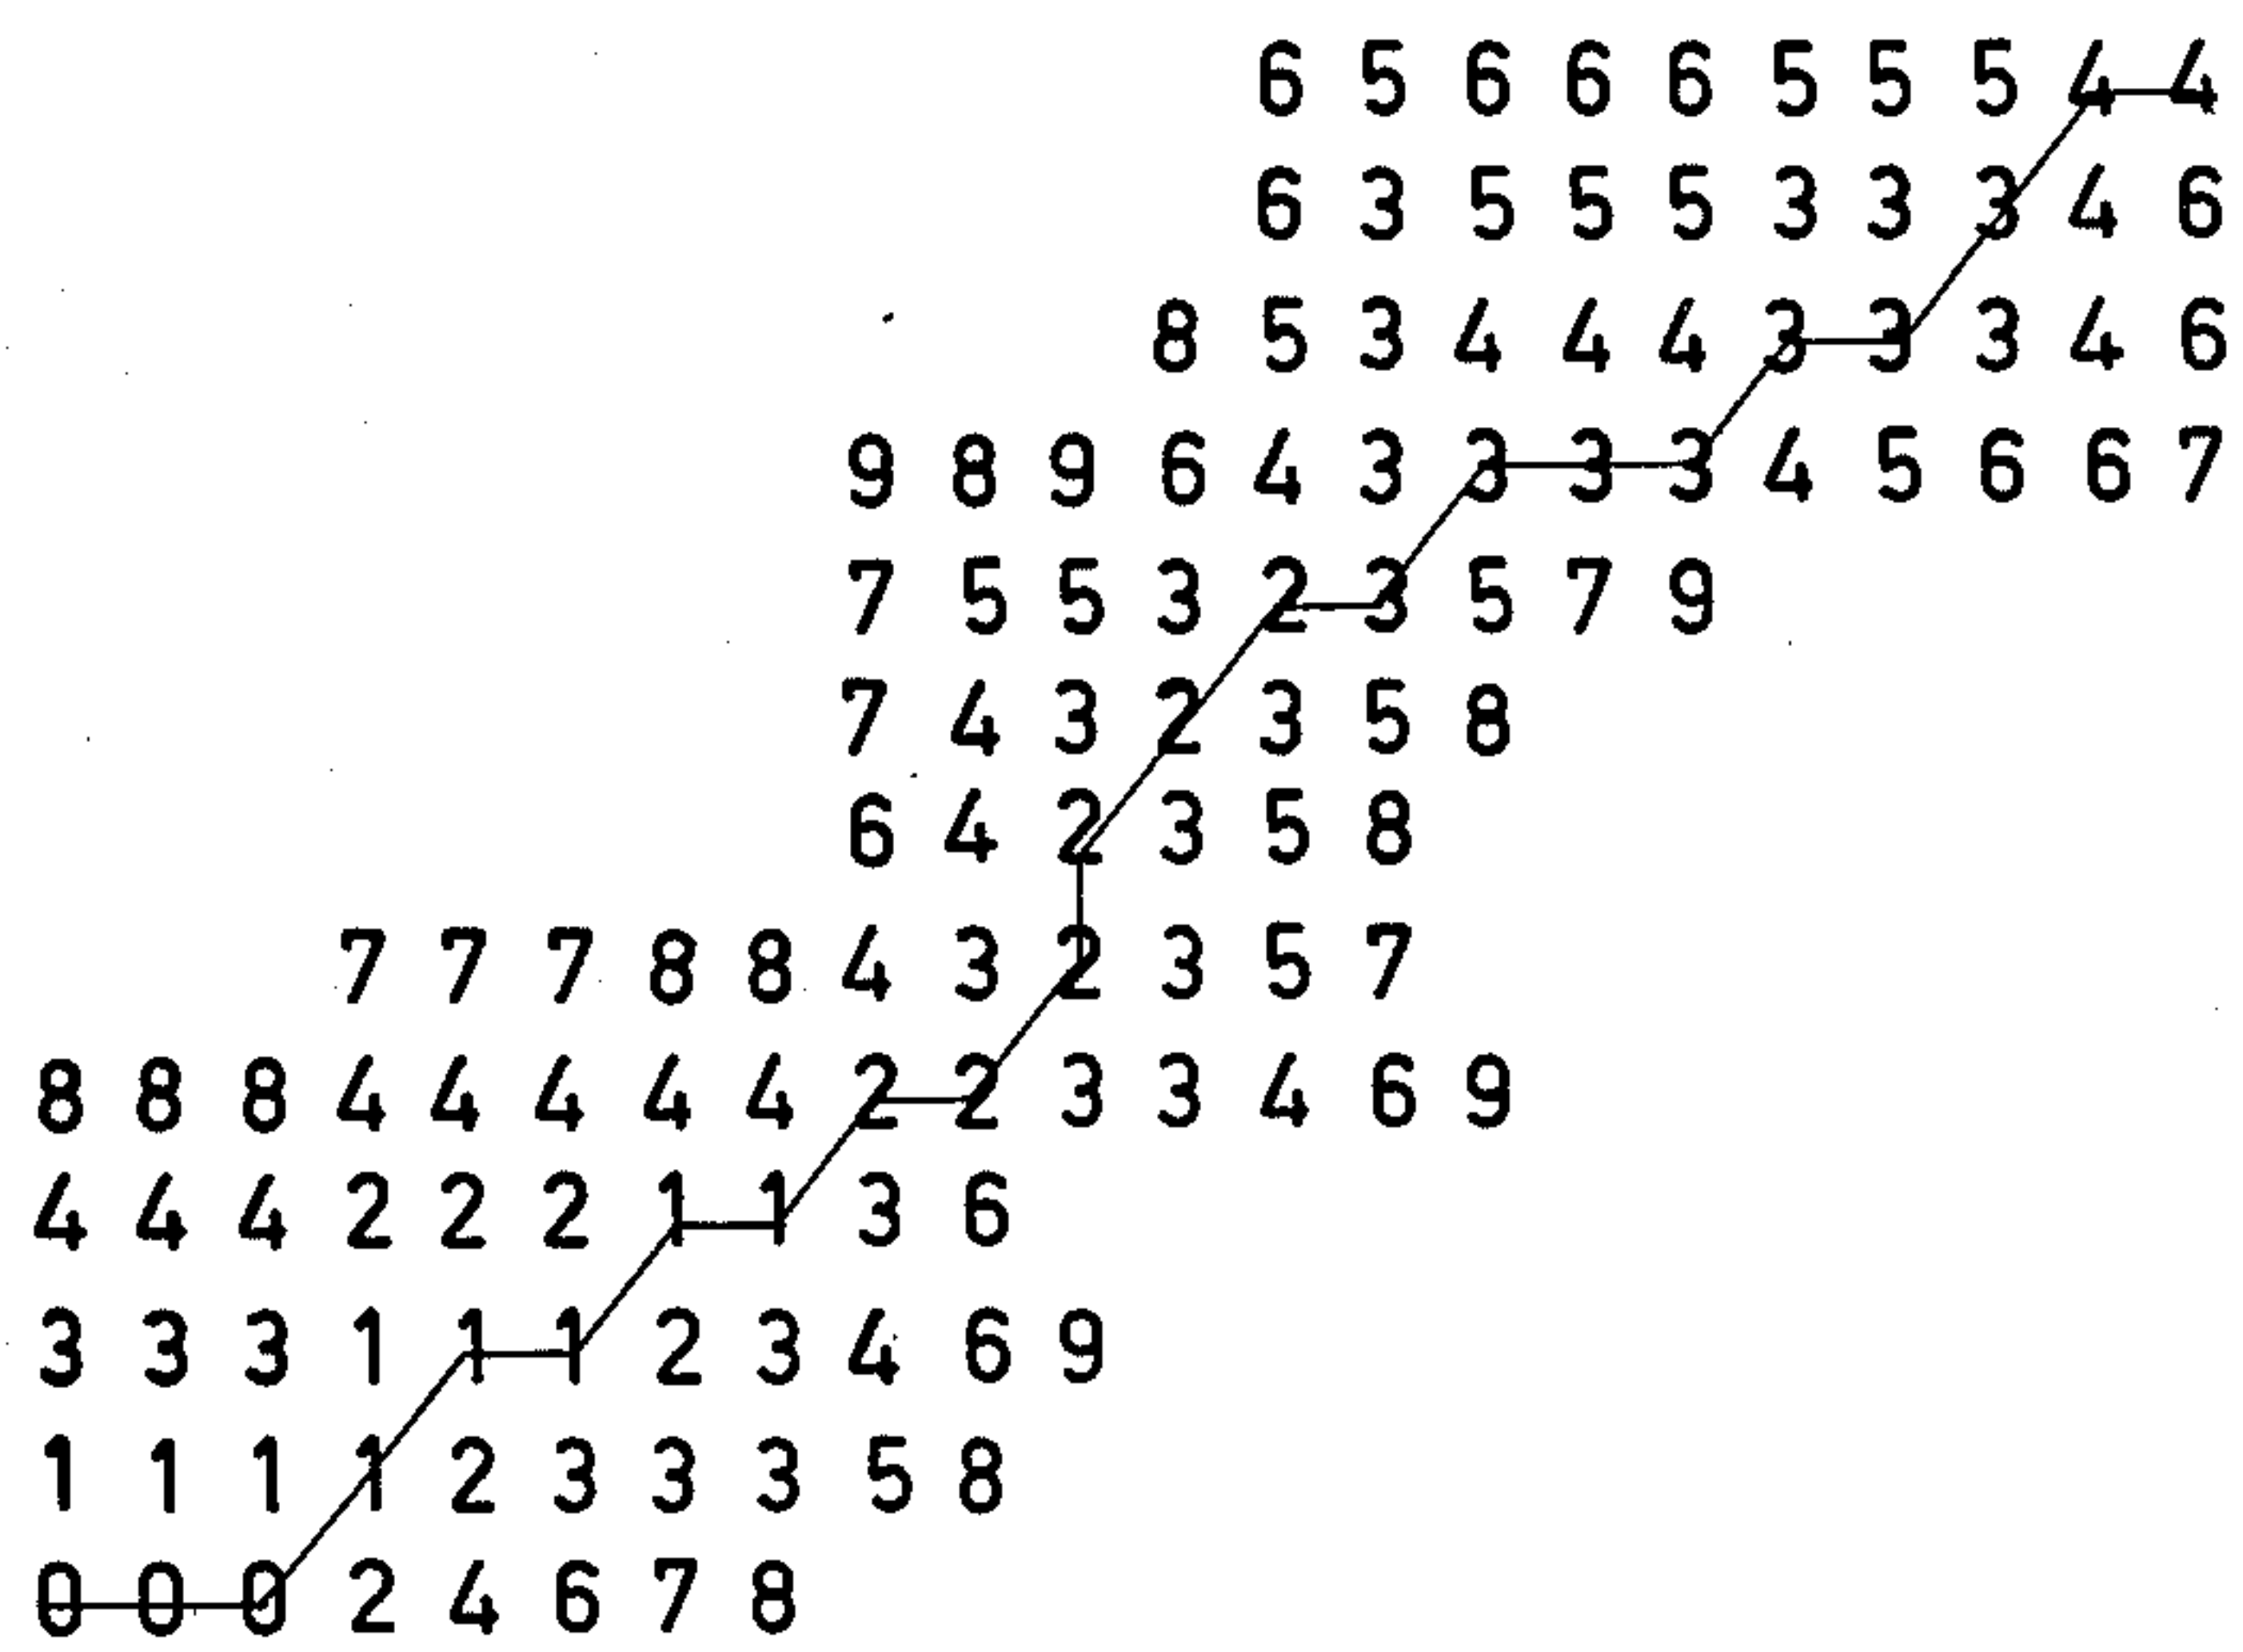 6 5 6 6 6 5 5 5 4 4
6 3 5 5 5 3 3 3 4 6
8 5 3 4 4 4 3 3 3 4 6
9 8 9 6 4 3 3 3 3 4 5 6 6 7
7 5 5 3 2 3 5 7 9
7 4 3 2 3 5 8
6 4 2 3 5 8
7 7 7 8 8 4 3 2 3 5 7
8 8 8 4 4 4 4 4 2 2 3 3 4 6 9
4 4 4 2 2 2 1 1 3 6
3 3 3 1 1 1 2 3 4 6 9
1 1 1 1 2 3 3 3 5 8
0 0 0 2 4 6 7 8